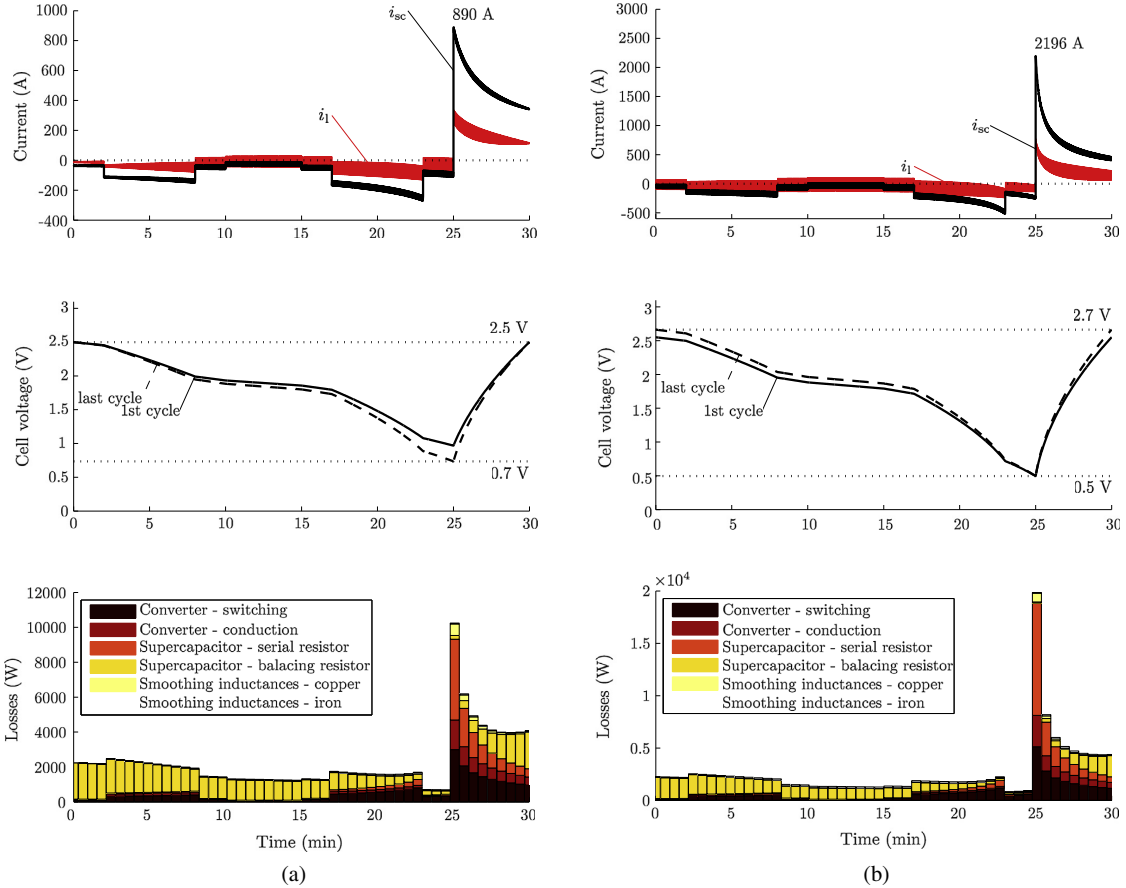 1000
800
600
400
200
0
-200
-400
Current (A)
i_sc
890 A
i_l
0 5 10 15 20 25 30
3000
2500
2000
1500
1000
500
0
-500
Current (A)
2196 A
i_sc
i_l
0 5 10 15 20 25 30
3
2.5
2
1.5
1
0.5
0
Cell voltage (V)
2.5 V
last cycle
1st cycle
0.7 V
0 5 10 15 20 25 30
3
2.5
2
1.5
1
0.5
0
Cell voltage (V)
2.7 V
last cycle
1st cycle
0.5 V
0 5 10 15 20 25 30
12000
10000
8000
6000
4000
2000
0
Losses (W)
Converter - switching
Converter - conduction
Supercapacitor - serial resistor
Supercapacitor - balacing resistor
Smoothing inductances - copper
Smoothing inductances - iron
0 5 10 15 20 25 30
Time (min)
(a)
×10^4
2
1.5
1
0.5
0
Losses (W)
Converter - switching
Converter - conduction
Supercapacitor - serial resistor
Supercapacitor - balacing resistor
Smoothing inductances - copper
Smoothing inductances - iron
0 5 10 15 20 25 30
Time (min)
(b)